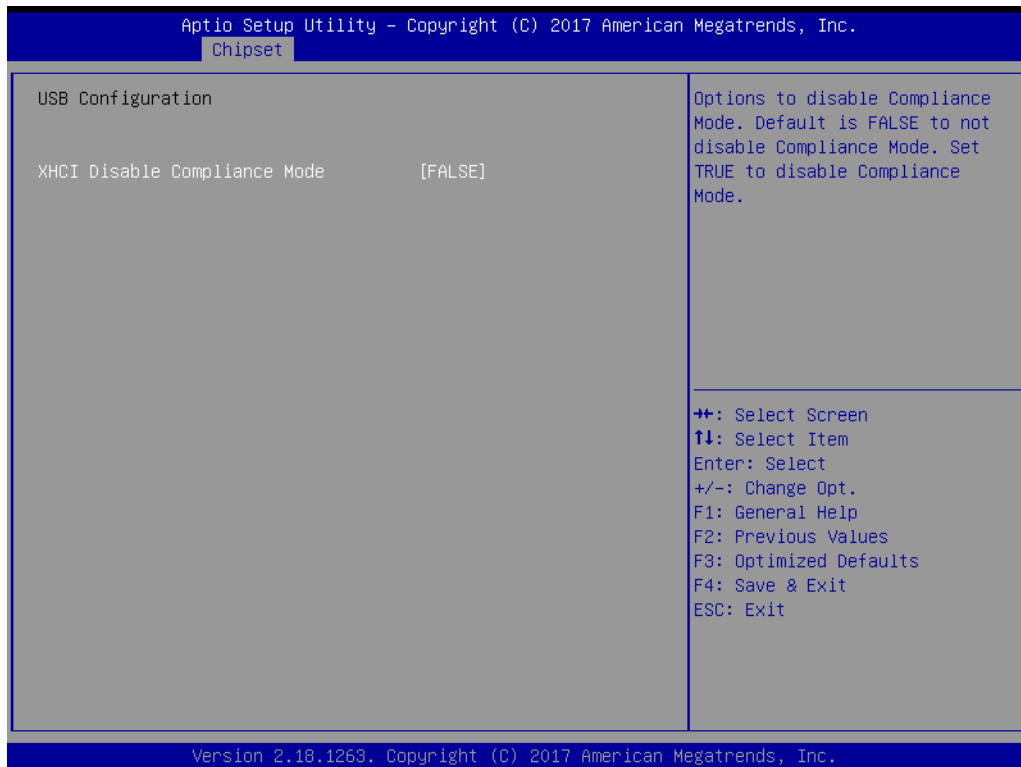 Aptio Setup Utility – Copyright (C) 2017 American Megatrends, Inc.
Chipset
USB Configuration
XHCI Disable Compliance Mode [FALSE]
Options to disable Compliance
Mode. Default is FALSE to not
disable Compliance Mode. Set
TRUE to disable Compliance
Mode.
→←: Select Screen
↑↓: Select Item
Enter: Select
+/-: Change Opt.
F1: General Help
F2: Previous Values
F3: Optimized Defaults
F4: Save & Exit
ESC: Exit
Version 2.18.1263. Copyright (C) 2017 American Megatrends, Inc.